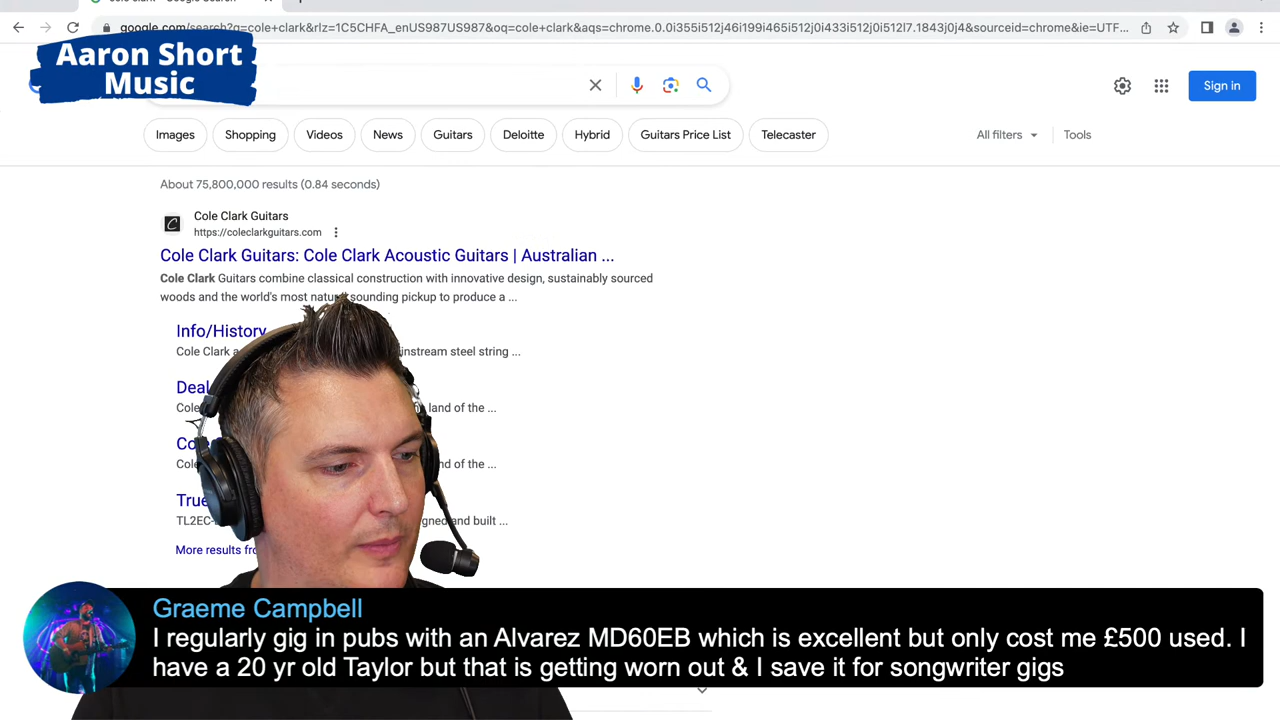 google.com/search?q=cole+clark&rlz=1C5CHFA_enUS987US987&oq=cole+clark&aqs=chrome.0.0i355i512j46i199i465i512j0i433i512j0i512l7.1843j0j4&sourceid=chrome&ie=UTF...
Aaron Short
Music
Sign in
Images
Shopping
Videos
News
Guitars
Deloitte
Hybrid
Guitars Price List
Telecaster
All filters
Tools
About 75,800,000 results (0.84 seconds)
Cole Clark Guitars
https://coleclarkguitars.com
Cole Clark Guitars: Cole Clark Acoustic Guitars | Australian ...
Cole Clark Guitars combine classical construction with innovative design, sustainably sourced
woods and the world's most natural sounding pickup to produce a ...
Info/History
Cole Clark instream steel string ...
Deal
Cole land of the ...
Cole
Cole nd of the ...
True
TL2EC- gned and built ...
More results fro
Graeme Campbell
I regularly gig in pubs with an Alvarez MD60EB which is excellent but only cost me £500 used. I
have a 20 yr old Taylor but that is getting worn out & I save it for songwriter gigs